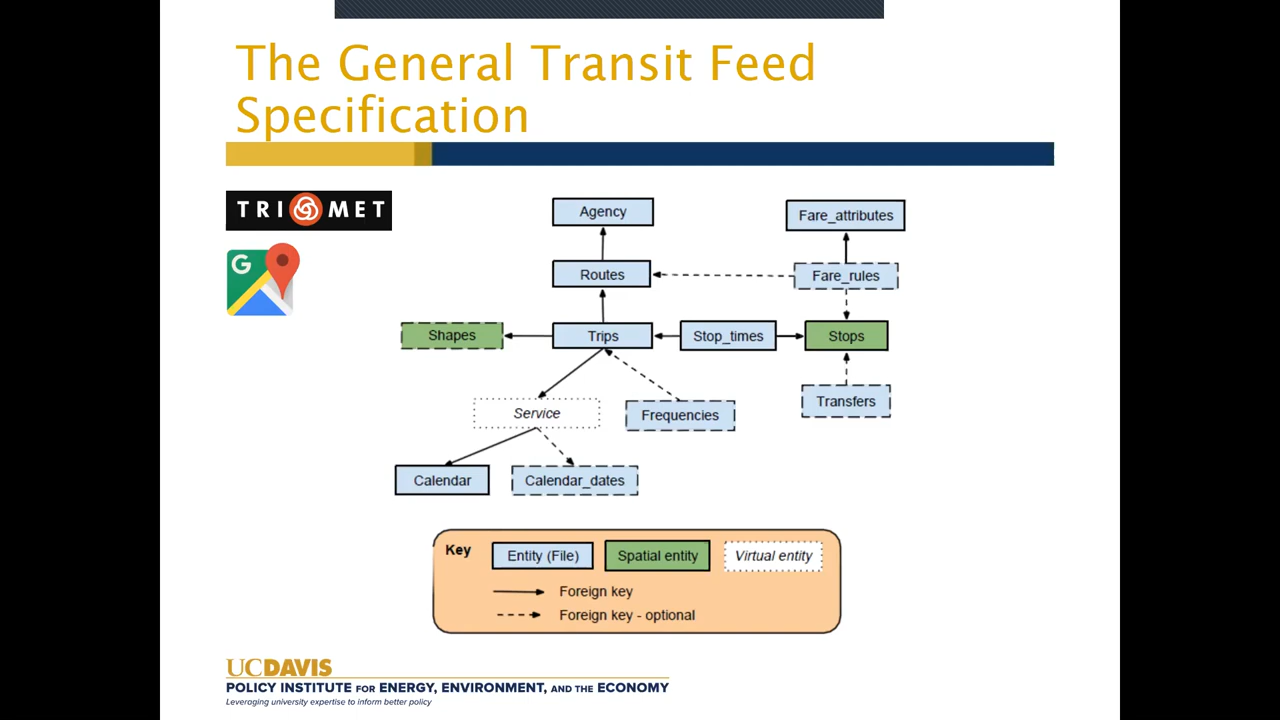 The General Transit Feed
Specification
TRI MET
G
Agency
Fare_attributes
Routes
Fare_rules
Shapes
Trips
Stop_times
Stops
Service
Frequencies
Transfers
Calendar
Calendar_dates
Key
Entity (File)
Spatial entity
Virtual entity
Foreign key
Foreign key - optional
UCDAVIS
POLICY INSTITUTE FOR ENERGY, ENVIRONMENT, AND THE ECONOMY
Leveraging university expertise to inform better policy